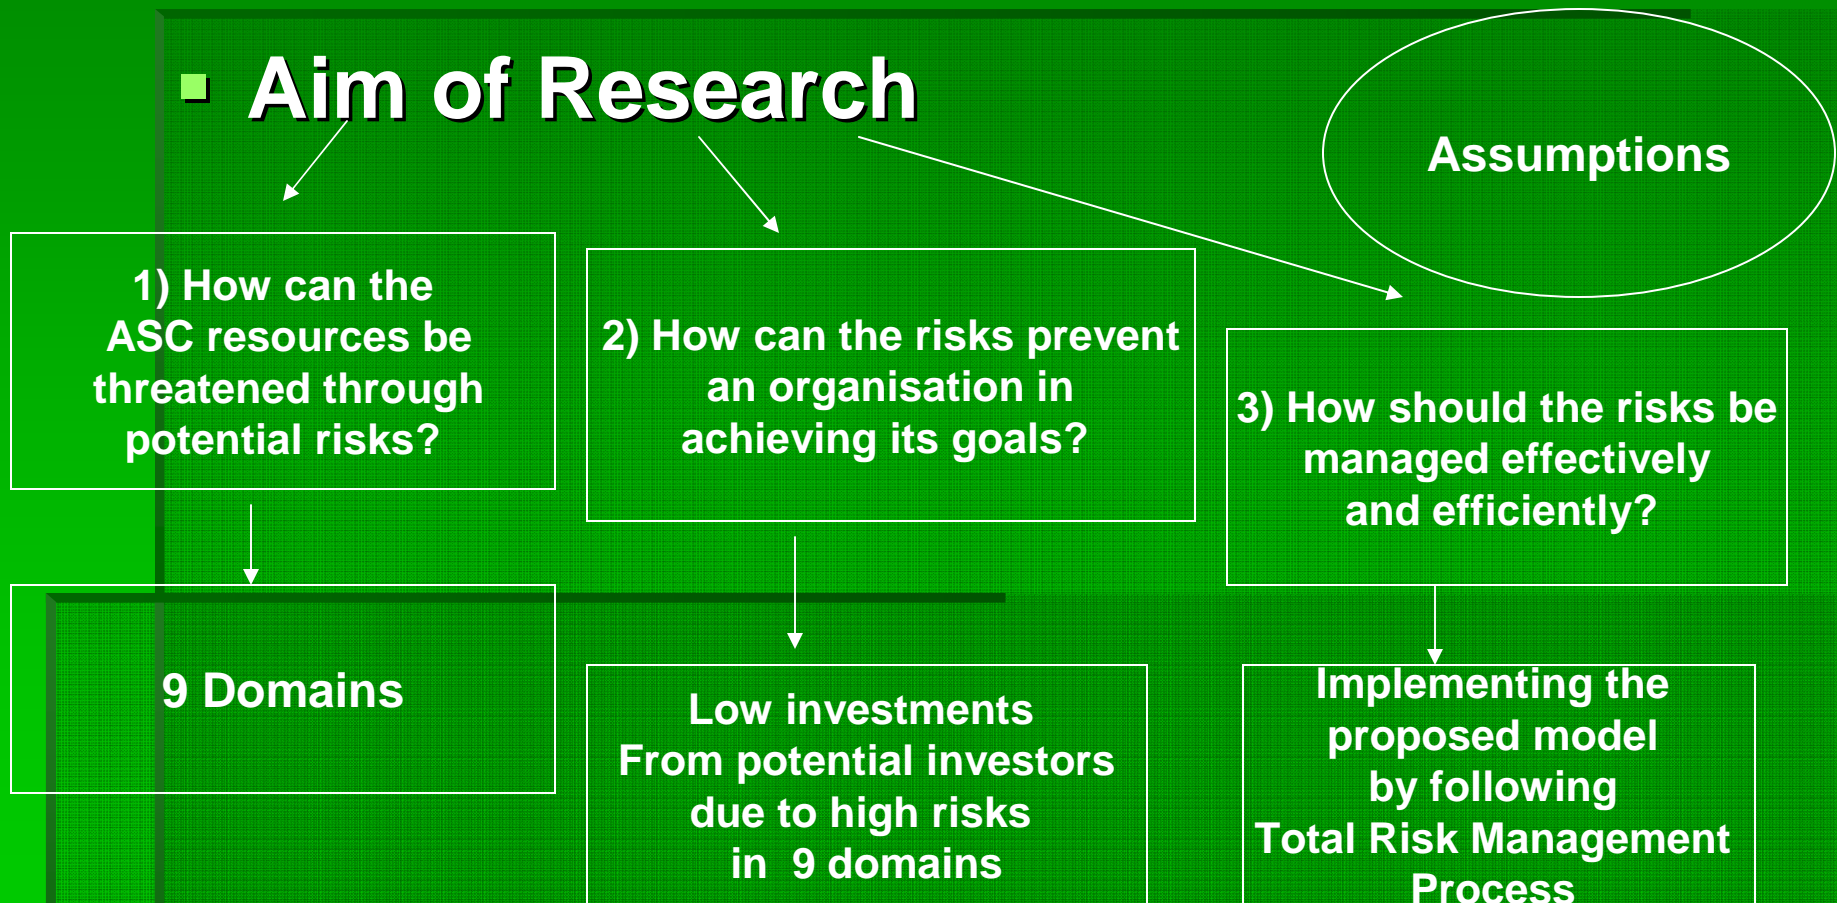 Aim of Research
Assumptions
1) How can the
ASC resources be
threatened through
potential risks?
2) How can the risks prevent
an organisation in
achieving its goals?
3) How should the risks be
managed effectively
and efficiently?
9 Domains
Low investments
From potential investors
due to high risks
in 9 domains
Implementing the
proposed model
by following
Total Risk Management
Process